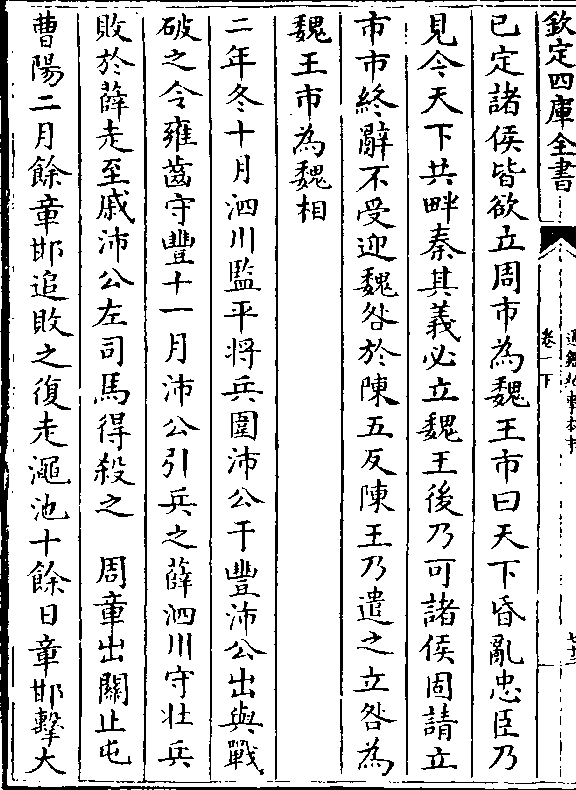 欽定四庫全書
卷一下
已定諸侯皆欲立周市為魏王市曰天下昏亂忠臣乃
見今天下共畔秦其義必立魏王後乃可諸侯固請立
市市終辭不受迎魏咎於陳五反陳王乃遣之立咎為
魏王市為魏相
二年冬十月泗川監平将兵圍沛公于豐沛公出與戰
破之令雍齒守豐十一月沛公引兵之薛泗川守壯兵
敗於薛走至戚沛公左司馬得殺之　周章出關止屯
曹陽二月餘章邯追敗之復走澠池十餘日章邯擊大